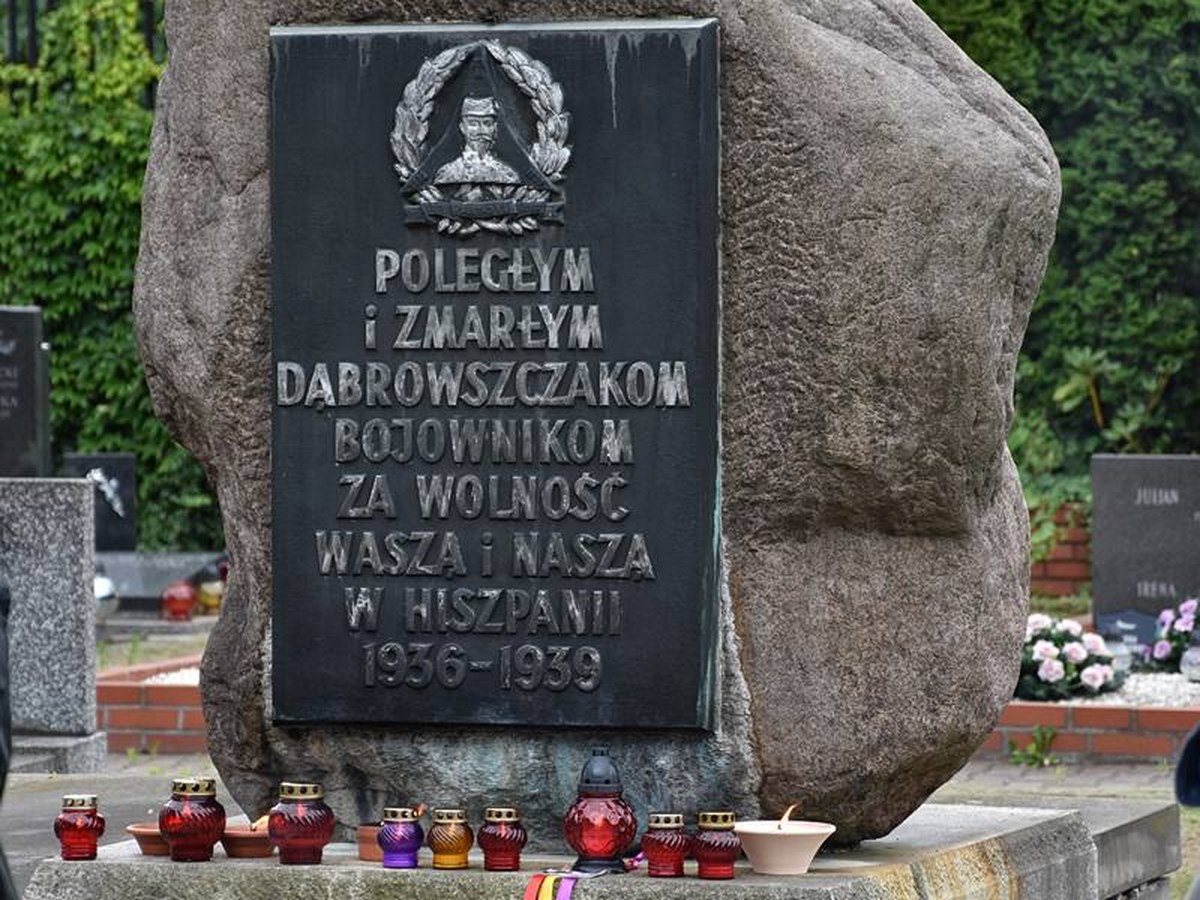 POLEGŁYM
i ZMARŁYM
DĄBROWSZCZAKOM
BOJOWNIKOM
ZA WOLNOŚĆ
WASZĄ i NASZĄ
W HISZPANII
1936-1939
JULIAN
IRENA